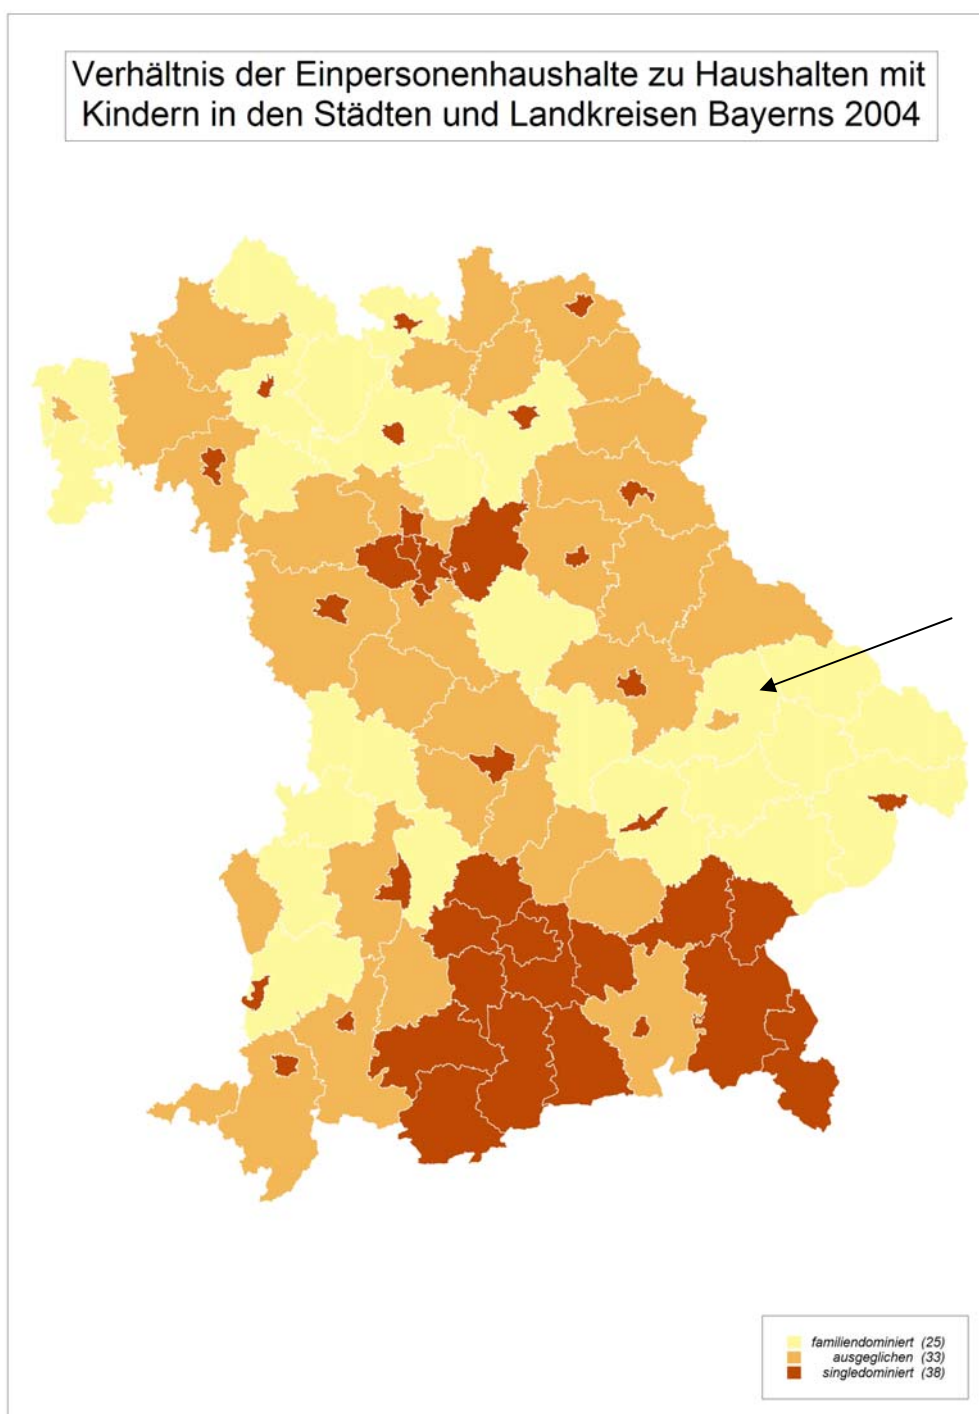 Verhältnis der Einpersonenhaushalte zu Haushalten mit
Kindern in den Städten und Landkreisen Bayerns 2004
familiendominiert (25)
ausgeglichen (33)
singledominiert (38)